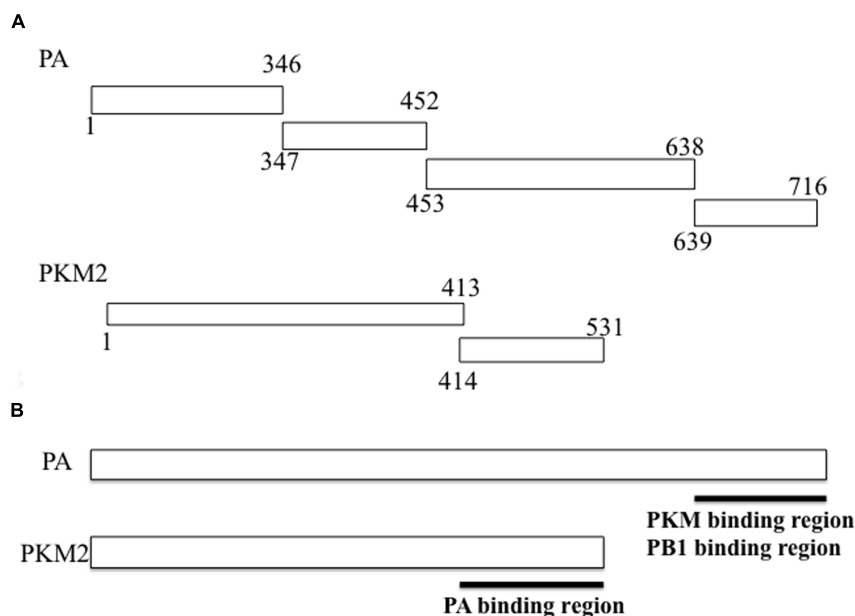 A
PA
346
1
452
347
638
453
716
639
PKM2
413
1
531
414
B
PA
PKM binding region
PB1 binding region
PKM2
PA binding region